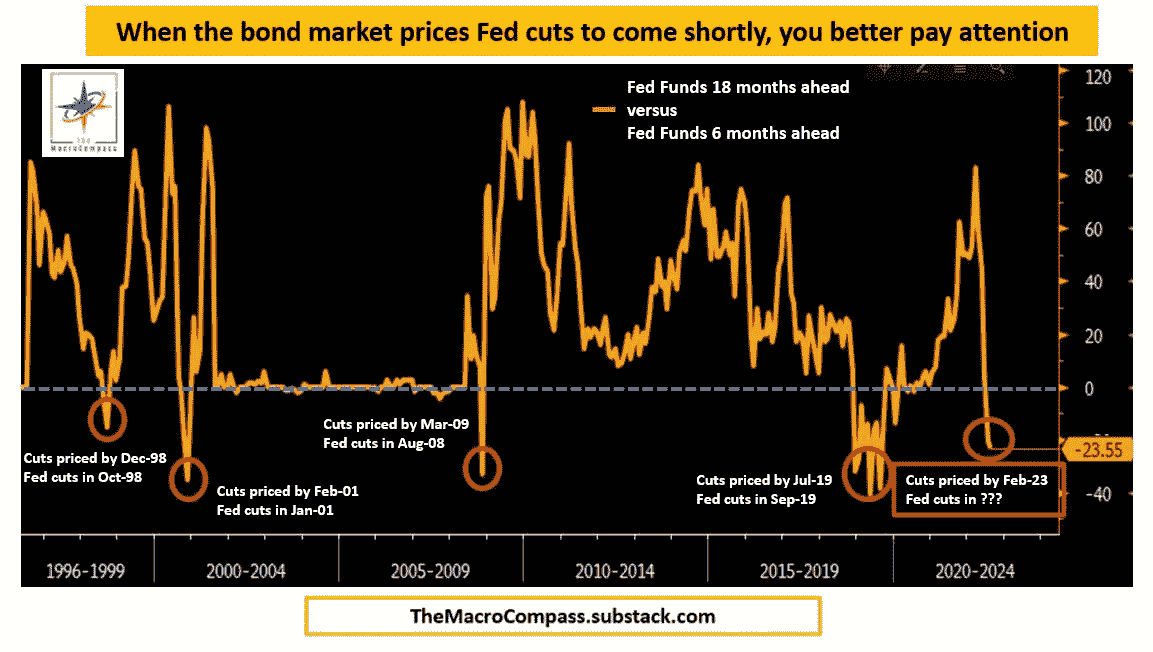 When the bond market prices Fed cuts to come shortly, you better pay attention
Fed Funds 18 months ahead
versus
Fed Funds 6 months ahead
THE
MacroCompass
120
100
80
60
40
20
0
-23.55
-40
Cuts priced by Dec-98
Fed cuts in Oct-98
Cuts priced by Feb-01
Fed cuts in Jan-01
Cuts priced by Mar-09
Fed cuts in Aug-08
Cuts priced by Jul-19
Fed cuts in Sep-19
Cuts priced by Feb-23
Fed cuts in ???
1996-1999
2000-2004
2005-2009
2010-2014
2015-2019
2020-2024
TheMacroCompass.substack.com